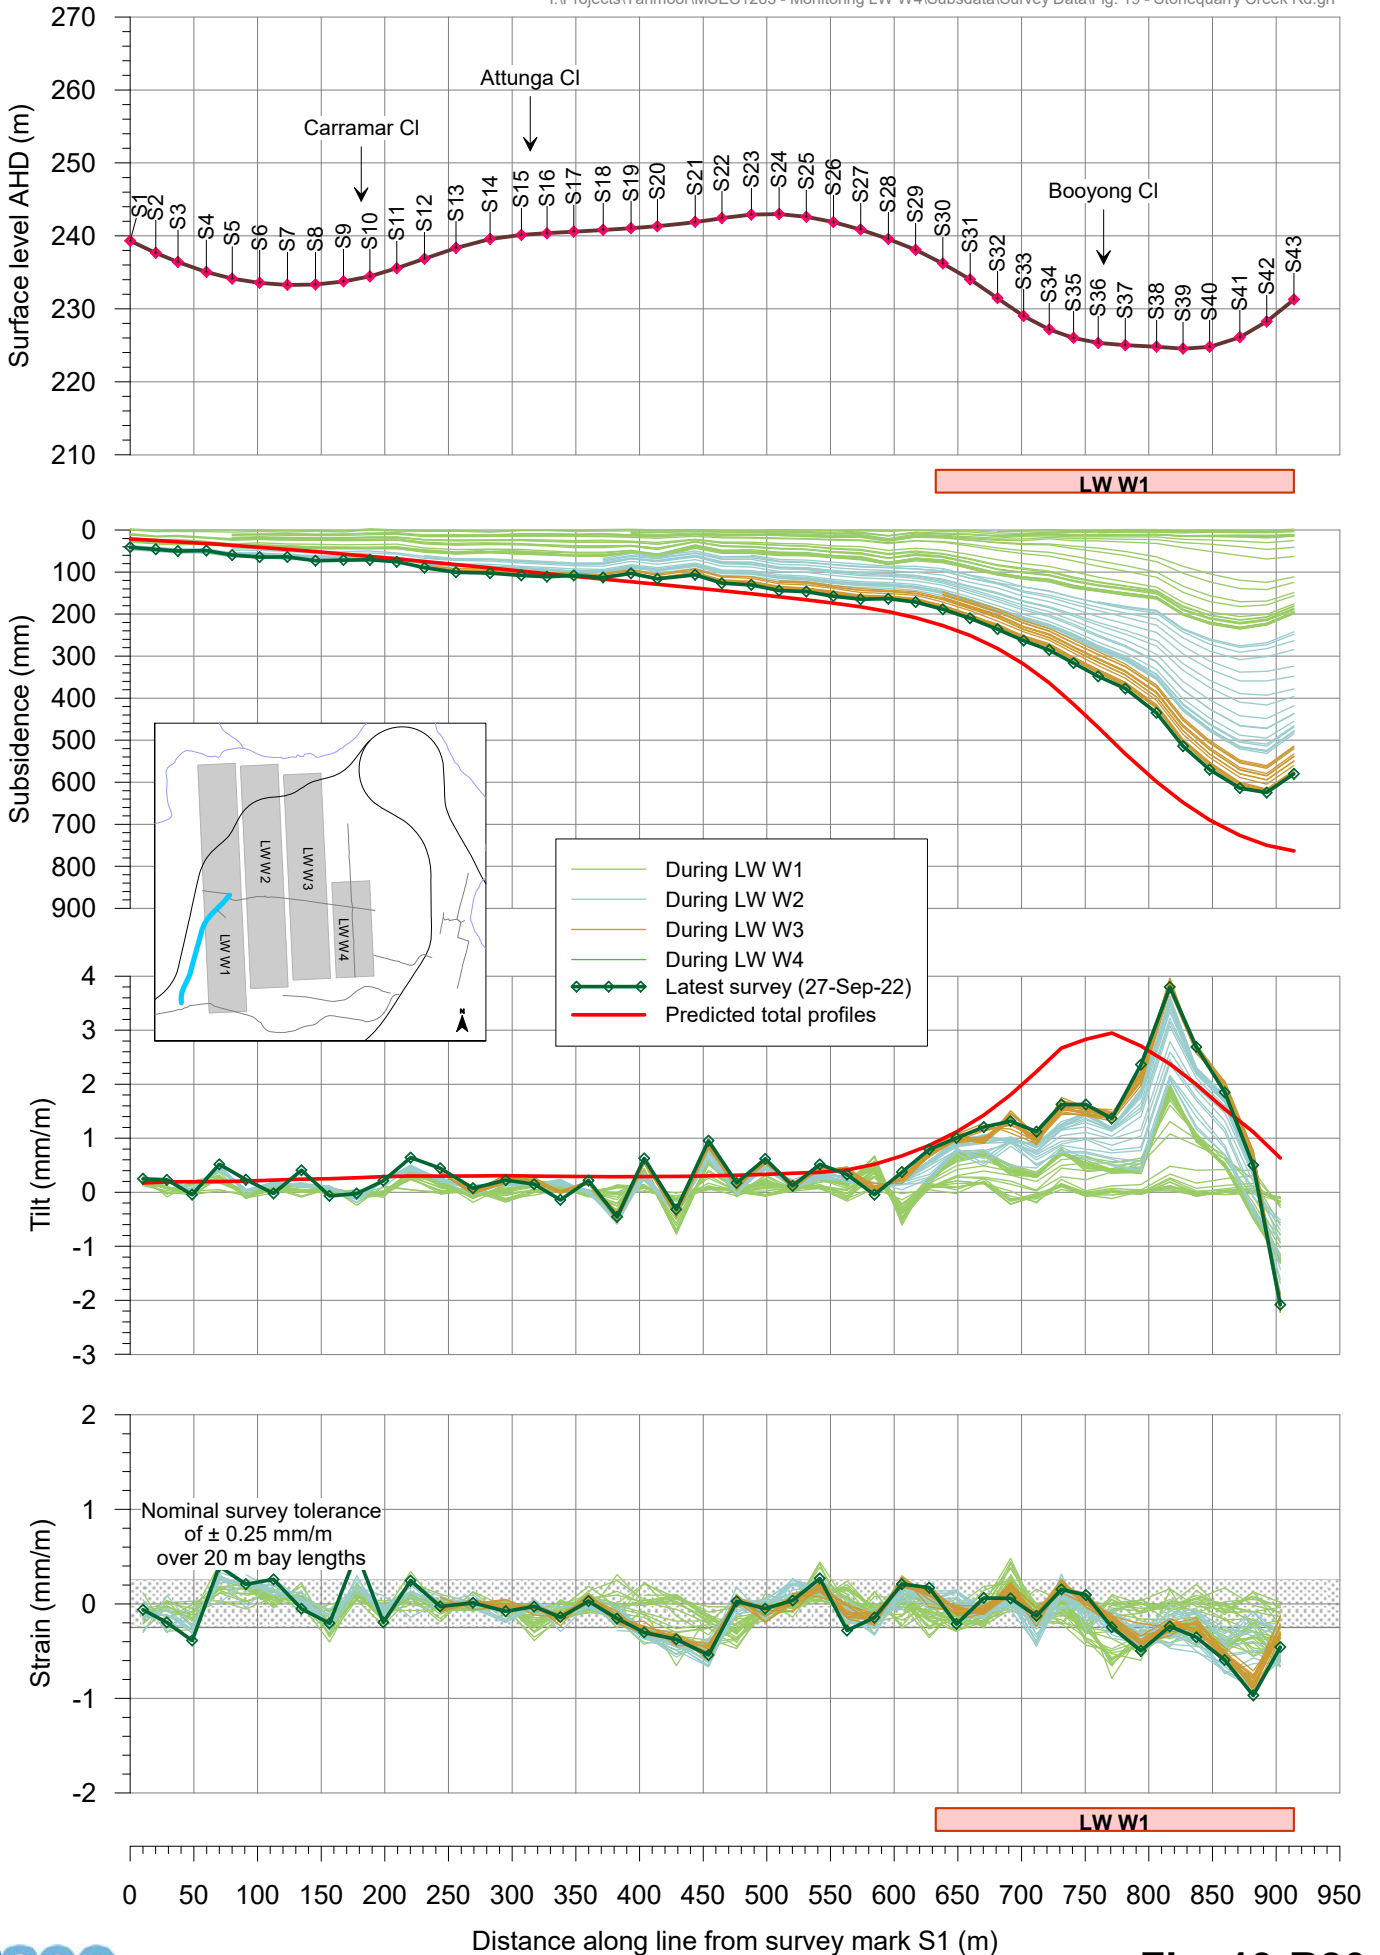 270
260
250
240
230
220
210
Surface level AHD (m)
Attunga Cl
Carramar Cl
Booyong Cl
S1
S2
S3
S4
S5
S6
S7
S8
S9
S10
S11
S12
S13
S14
S15
S16
S17
S18
S19
S20
S21
S22
S23
S24
S25
S26
S27
S28
S29
S30
S31
S32
S33
S34
S35
S36
S37
S38
S39
S40
S41
S42
S43
LW W1
0
100
200
300
400
500
600
700
800
900
Subsidence (mm)
LW W1
LW W2
LW W3
LW W4
N
During LW W1
During LW W2
During LW W3
During LW W4
Latest survey (27-Sep-22)
Predicted total profiles
4
3
2
1
0
-1
-2
-3
Tilt (mm/m)
2
1
0
-1
-2
Strain (mm/m)
Nominal survey tolerance
of ± 0.25 mm/m
over 20 m bay lengths
LW W1
0 50 100 150 200 250 300 350 400 450 500 550 600 650 700 750 800 850 900 950
Distance along line from survey mark S1 (m)